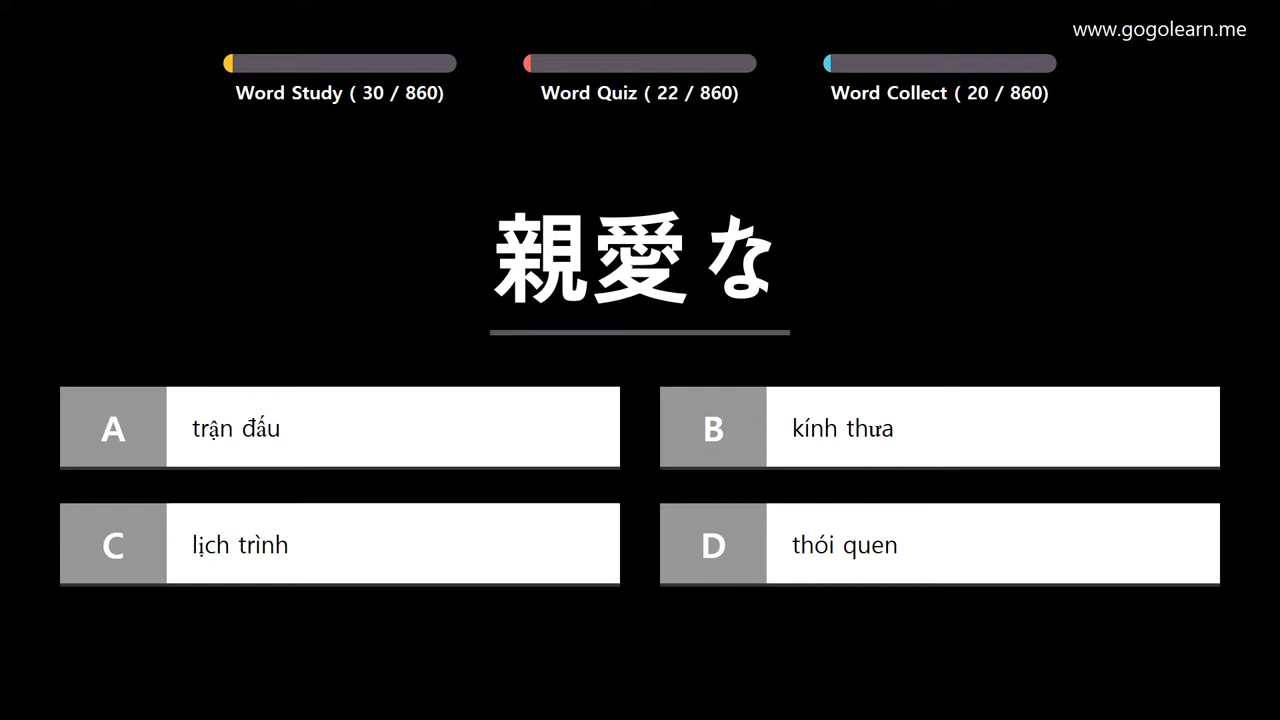 www.gogolearn.me
Word Study ( 30 / 860)
Word Quiz ( 22 / 860)
Word Collect ( 20 / 860)
親愛な
A trận đấu
B kính thưa
C lịch trình
D thói quen